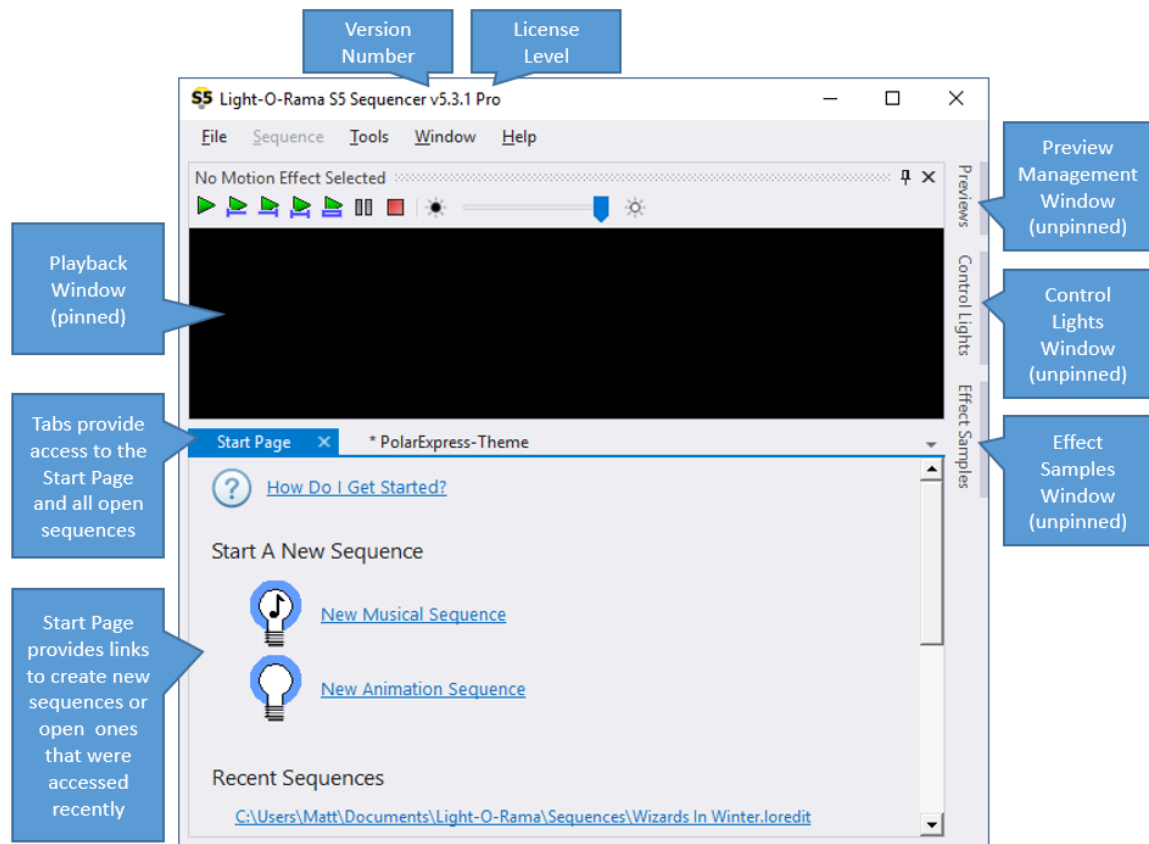 Version
Number
License
Level
S5 Light-O-Rama S5 Sequencer v5.3.1 Pro
File Sequence Tools Window Help
No Motion Effect Selected
Previews
Control Lights
Effect Samples
Preview
Management
Window
(unpinned)
Playback
Window
(pinned)
Control
Lights
Window
(unpinned)
Tabs provide
access to the
Start Page
and all open
sequences
Start Page * PolarExpress-Theme
Effect
Samples
Window
(unpinned)
? How Do I Get Started?
Start A New Sequence
New Musical Sequence
New Animation Sequence
Start Page
provides links
to create new
sequences or
open ones
that were
accessed
recently
Recent Sequences
C:\Users\Matt\Documents\Light-O-Rama\Sequences\Wizards In Winter.loredit